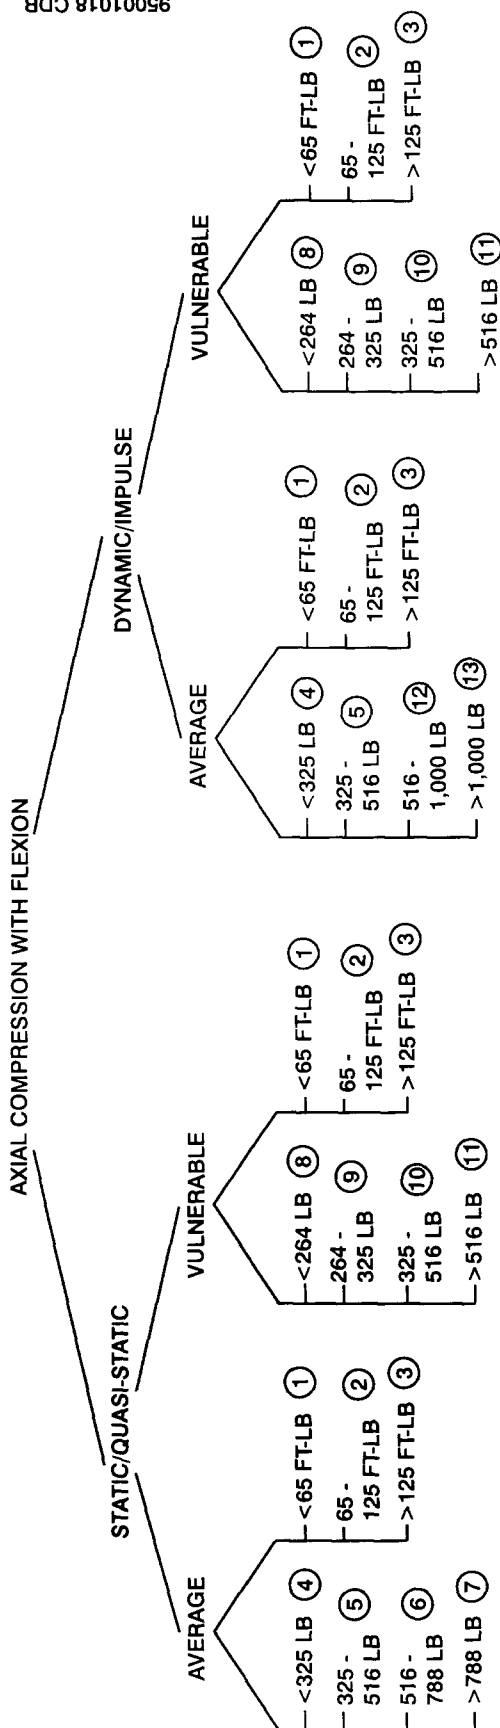 95001018 CDB
AXIAL COMPRESSION WITH FLEXION
STATIC/QUASI-STATIC
DYNAMIC/IMPULSE
AVERAGE
VULNERABLE
AVERAGE
VULNERABLE
<325 LB 4
325 -
516 LB 5
516 -
788 LB 6
>788 LB 7
<65 FT-LB 1
65 -
125 FT-LB 2
>125 FT-LB 3
<264 LB 8
264 -
325 LB 9
325 -
516 LB 10
>516 LB 11
<65 FT-LB 1
65 -
125 FT-LB 2
>125 FT-LB 3
<325 LB 4
325 -
516 LB 5
516 -
1,000 LB 12
>1,000 LB 13
<65 FT-LB 1
65 -
125 FT-LB 2
>125 FT-LB 3
<264 LB 8
264 -
325 LB 9
325 -
516 LB 10
>516 LB 11
<65 FT-LB 1
65 -
125 FT-LB 2
>125 FT-LB 3